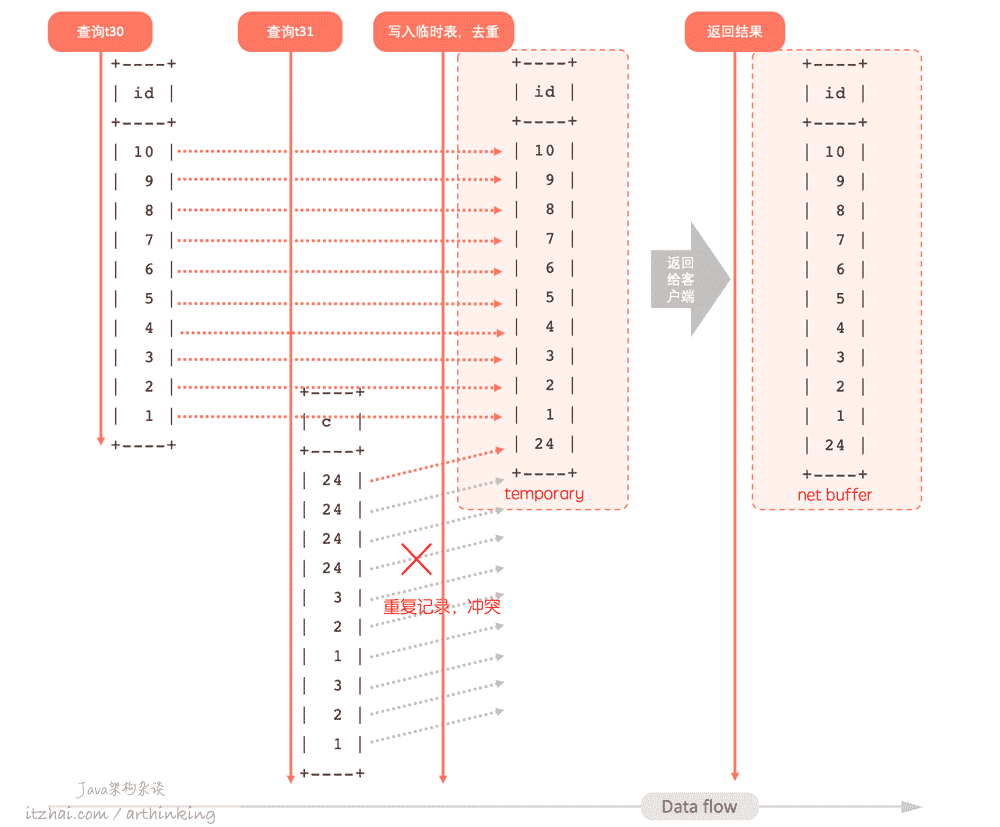 查询t30
查询t31
写入临时表，去重
返回结果
+----+
| id |
+----+
| 10 |
| 9 |
| 8 |
| 7 |
| 6 |
| 5 |
| 4 |
| 3 |
| 2 |
| 1 |
+----+
+----+
| c |
+----+
| 24 |
| 24 |
| 24 |
| 24 |
| 3 |
| 2 |
| 1 |
| 3 |
| 2 |
| 1 |
+----+
重复记录，冲突
+----+
| id |
+----+
| 10 |
| 9 |
| 8 |
| 7 |
| 6 |
| 5 |
| 4 |
| 3 |
| 2 |
| 1 |
| 24 |
+----+
temporary
返回
给客
户端
+----+
| id |
+----+
| 10 |
| 9 |
| 8 |
| 7 |
| 6 |
| 5 |
| 4 |
| 3 |
| 2 |
| 1 |
| 24 |
+----+
net buffer
Java架构杂谈
itzhai.com / arthinking
Data flow